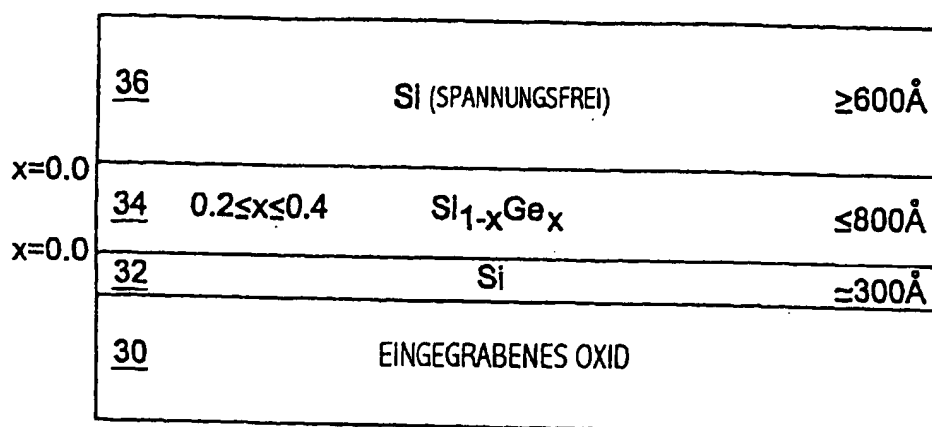 36 Si (SPANNUNGSFREI) ≥600Å
x=0.0
34 0.2≤x≤0.4 Si1-xGex ≤800Å
x=0.0
32 Si ≃300Å
30 EINGEGRABENES OXID